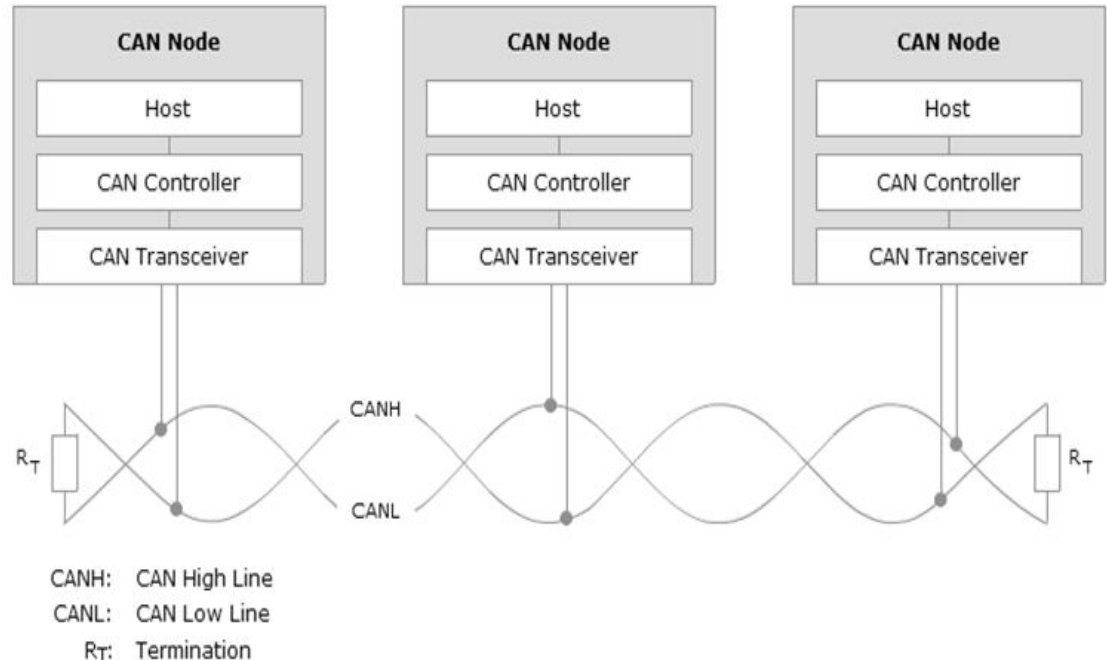 CAN Node CAN Node CAN Node
Host Host Host
CAN Controller CAN Controller CAN Controller
CAN Transceiver CAN Transceiver CAN Transceiver
CANH
RT RT
CANL
CANH: CAN High Line
CANL: CAN Low Line
RT: Termination